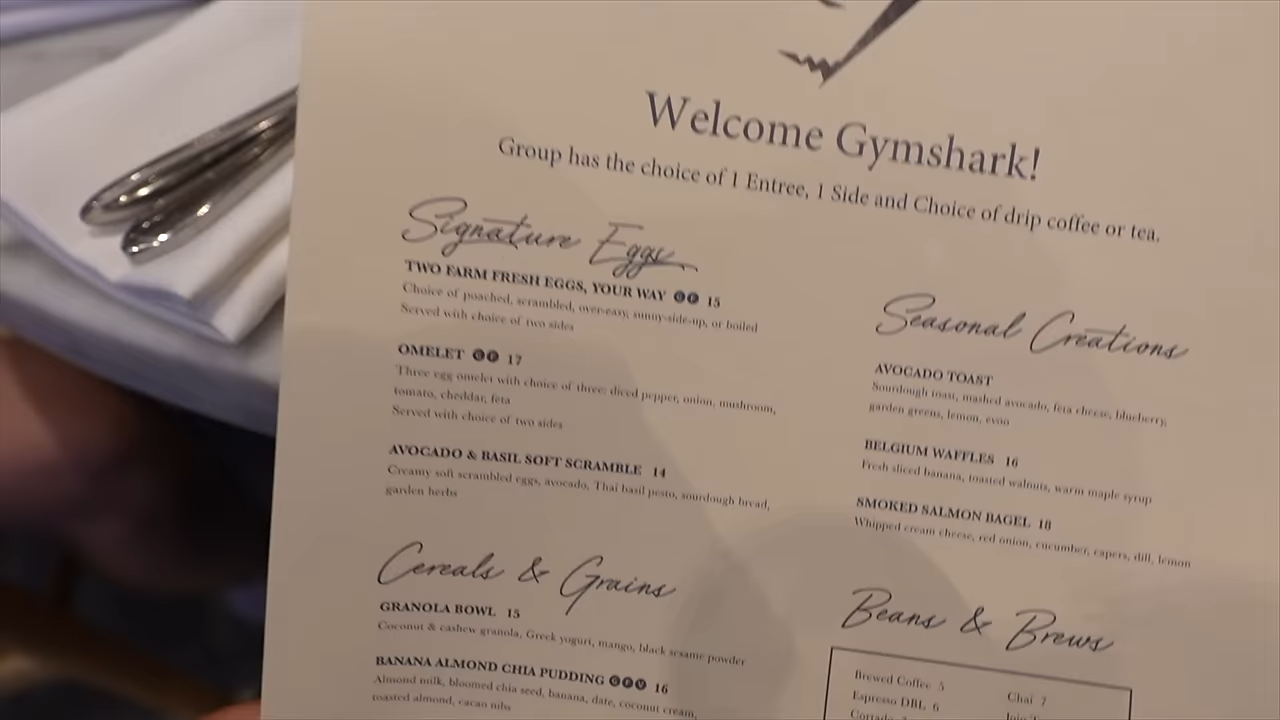 Welcome Gymshark!
Group has the choice of 1 Entree, 1 Side and Choice of drip coffee or tea.
Signature Eggs
TWO FARM FRESH EGGS, YOUR WAY 15
Choice of poached, scrambled, over-easy, sunny-side-up, or boiled
Served with choice of two sides
OMELET 17
Three egg omelet with choice of three: diced pepper, onion, mushroom,
tomato, cheddar, feta
Served with choice of two sides
AVOCADO & BASIL SOFT SCRAMBLE 14
Creamy soft scrambled eggs, avocado, Thai basil pesto, sourdough bread,
garden herbs
Cereals & Grains
GRANOLA BOWL 15
Coconut & cashew granola, Greek yogurt, mango, black sesame powder
BANANA ALMOND CHIA PUDDING 16
Almond milk, bloomed chia seed, banana, date, coconut cream,
toasted almond, cacao nibs
Seasonal Creations
AVOCADO TOAST
Sourdough toast, mashed avocado, feta cheese, blueberry,
garden greens, lemon, evoo
BELGIUM WAFFLES 16
Fresh sliced banana, toasted walnuts, warm maple syrup
SMOKED SALMON BAGEL 18
Whipped cream cheese, red onion, cucumber, capers, dill, lemon
Beans & Brews
Brewed Coffee 5
Espresso DBL 6
Cortado
Chai 7